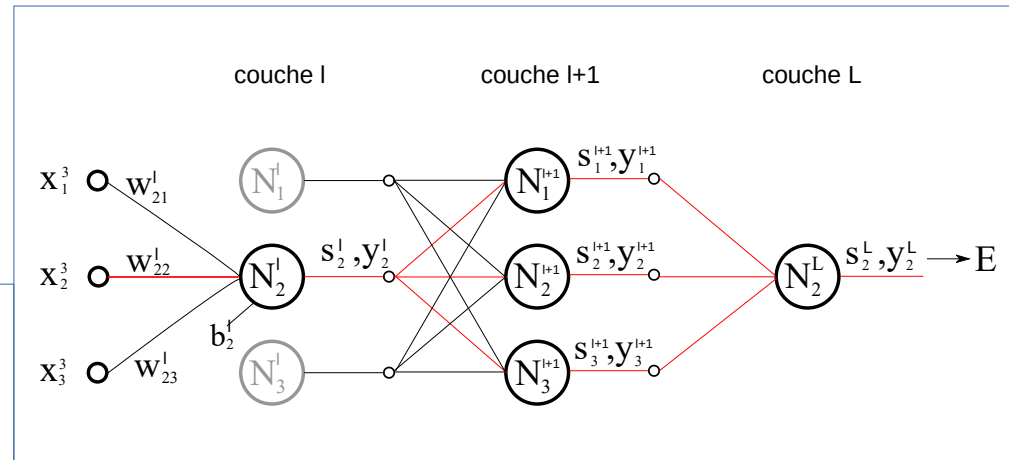 couche l couche l+1 couche L
x₁³ w₂₁ˡ N₁ˡ N₁ˡ⁺¹ s₁ˡ⁺¹,y₁ˡ⁺¹
x₂³ w₂₂ˡ N₂ˡ s₂ˡ,y₂ˡ N₂ˡ⁺¹ s₂ˡ⁺¹,y₂ˡ⁺¹ N₂ᴸ s₂ᴸ,y₂ᴸ → E
b₂ˡ
x₃³ w₂₃ˡ N₃ˡ N₃ˡ⁺¹ s₃ˡ⁺¹,y₃ˡ⁺¹